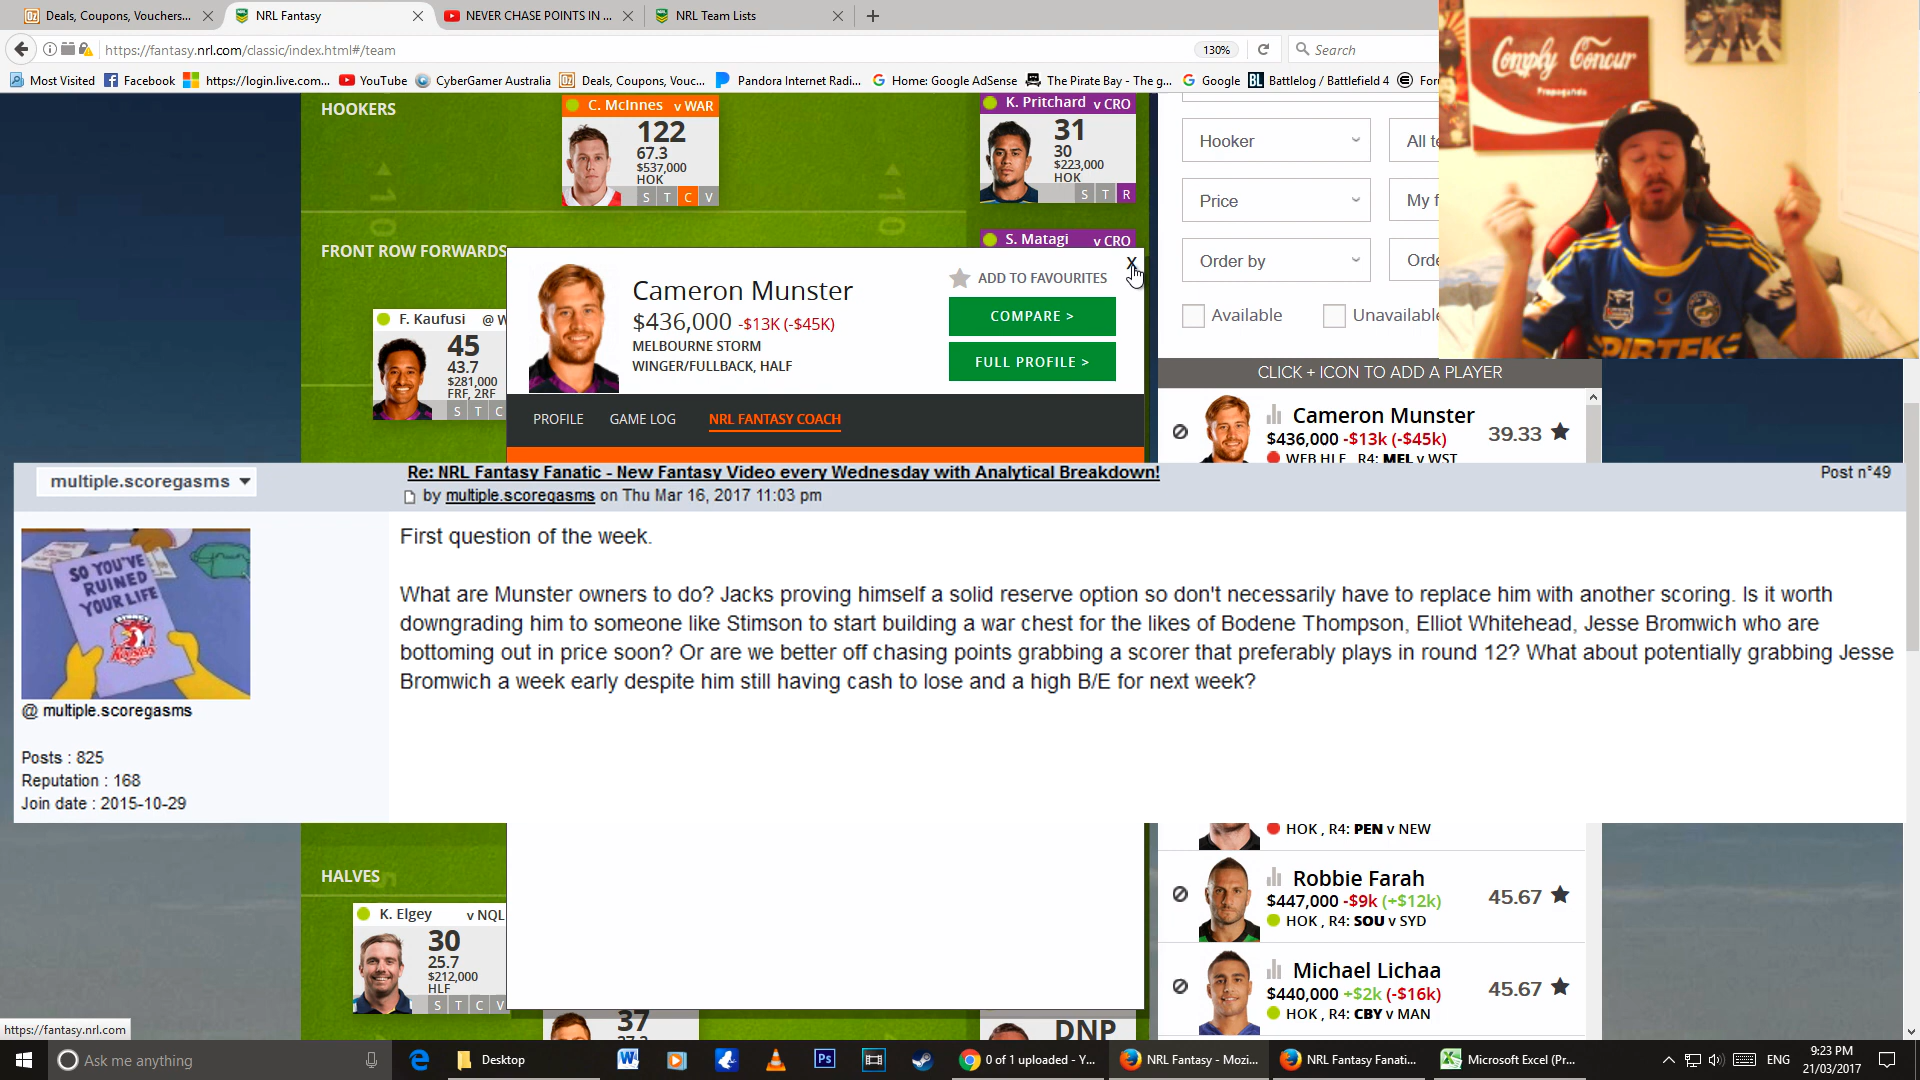 Deals, Coupons, Vouchers...
NRL Fantasy
NEVER CHASE POINTS IN ...
NRL Team Lists
https://fantasy.nrl.com/classic/index.html#/team
130%
Search
Most Visited
Facebook
https://login.live.com...
YouTube
CyberGamer Australia
Deals, Coupons, Vouc...
Pandora Internet Radi...
Home: Google AdSense
The Pirate Bay - The g...
Google
Battlelog / Battlefield 4
For
HOOKERS
C. McInnes v WAR
122
67.3
$537,000
HOK
S T C V
K. Pritchard v CRO
31
30
$223,000
HOK
S T R
Hooker
All te
Price
My f
Order by
Orde
Available
Unavailable
Comply Concur
Propaganda
PIRTEK
FRONT ROW FORWARDS
S. Matagi v CRO
F. Kaufusi @ W
45
43.7
$281,000
FRF, 2RF
S T C
X
Cameron Munster
$436,000 -$13K (-$45K)
MELBOURNE STORM
WINGER/FULLBACK, HALF
ADD TO FAVOURITES
COMPARE >
FULL PROFILE >
PROFILE GAME LOG NRL FANTASY COACH
CLICK + ICON TO ADD A PLAYER
Cameron Munster
$436,000 -$13k (-$45k)
39.33
WFB HLF, R4: MEL v WST
multiple.scoregasms
Re: NRL Fantasy Fanatic - New Fantasy Video every Wednesday with Analytical Breakdown!
Post n°49
by multiple.scoregasms on Thu Mar 16, 2017 11:03 pm
SO YOU'VE
RUINED
YOUR LIFE
@ multiple.scoregasms
Posts : 825
Reputation : 168
Join date : 2015-10-29
First question of the week.
What are Munster owners to do? Jacks proving himself a solid reserve option so don't necessarily have to replace him with another scoring. Is it worth
downgrading him to someone like Stimson to start building a war chest for the likes of Bodene Thompson, Elliot Whitehead, Jesse Bromwich who are
bottoming out in price soon? Or are we better off chasing points grabbing a scorer that preferably plays in round 12? What about potentially grabbing Jesse
Bromwich a week early despite him still having cash to lose and a high B/E for next week?
HOK , R4: PEN v NEW
Robbie Farah
$447,000 -$9k (+$12k)
45.67
HOK , R4: SOU v SYD
Michael Lichaa
$440,000 +$2k (-$16k)
45.67
HOK , R4: CBY v MAN
HALVES
K. Elgey v NQL
30
25.7
$212,000
HLF
S T C V
37
DNP
https://fantasy.nrl.com
Ask me anything
Desktop
0 of 1 uploaded - Y...
NRL Fantasy - Mozi...
NRL Fantasy Fanati...
Microsoft Excel (Pr...
ENG
9:23 PM
21/03/2017